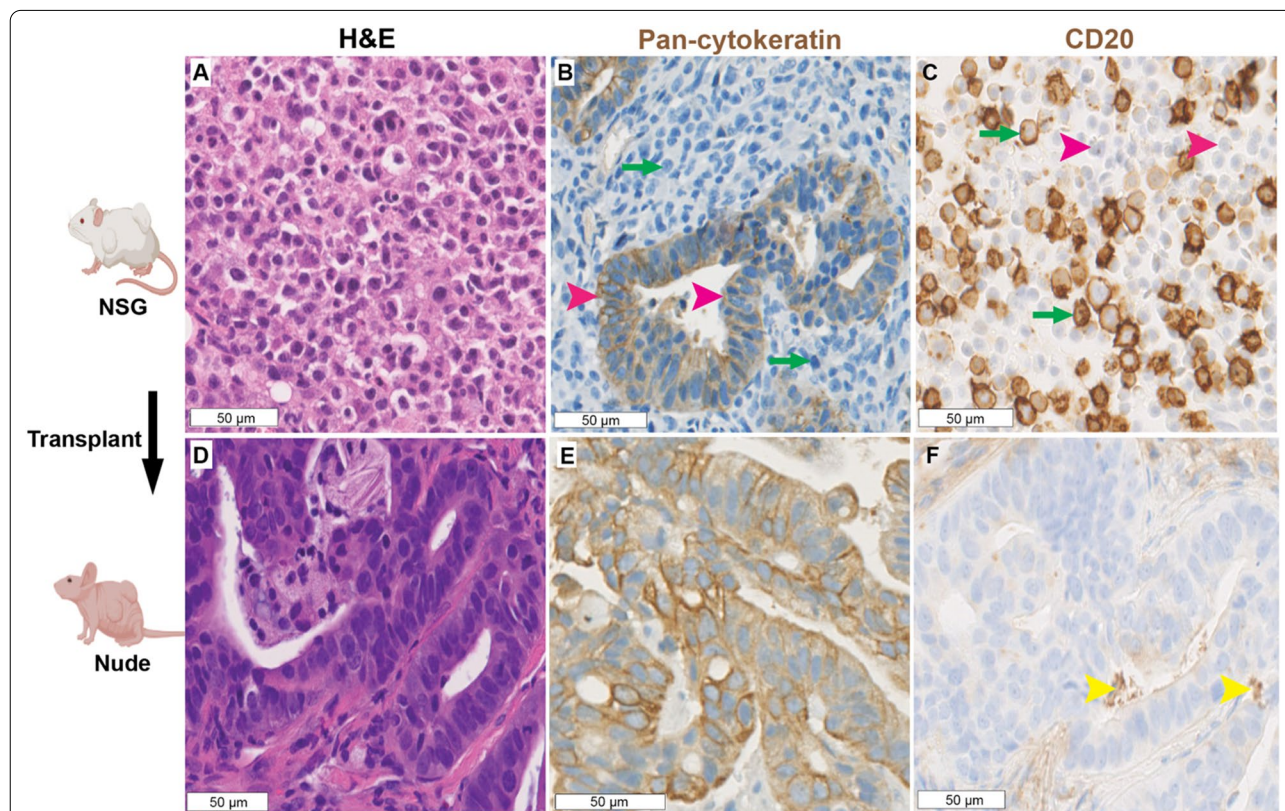 H&E
Pan-cytokeratin
CD20
A
B
C
NSG
50 µm
50 µm
50 µm
Transplant
D
E
F
Nude
50 µm
50 µm
50 µm